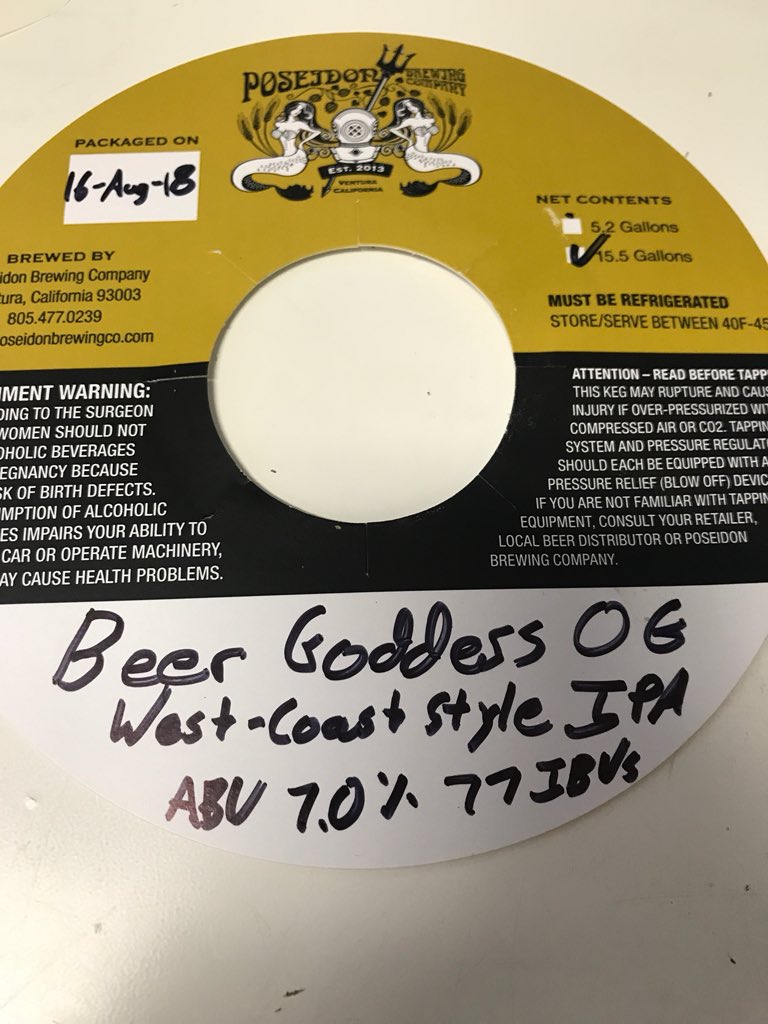 POSEIDON BREWING COMPANY
EST. 2013
VENTURA
CALIFORNIA
PACKAGED ON
16-Aug-18
BREWED BY
idon Brewing Company
tura, California 93003
805.477.0239
oseidonbrewingco.com
NET CONTENTS
5.2 Gallons
15.5 Gallons
MUST BE REFRIGERATED
STORE/SERVE BETWEEN 40F-45
NMENT WARNING:
DING TO THE SURGEON
WOMEN SHOULD NOT
OHOLIC BEVERAGES
EGNANCY BECAUSE
SK OF BIRTH DEFECTS.
MPTION OF ALCOHOLIC
ES IMPAIRS YOUR ABILITY TO
CAR OR OPERATE MACHINERY,
AY CAUSE HEALTH PROBLEMS.
ATTENTION – READ BEFORE TAPP
THIS KEG MAY RUPTURE AND CAUS
INJURY IF OVER-PRESSURIZED WIT
COMPRESSED AIR OR CO2. TAPPIN
SYSTEM AND PRESSURE REGULAT
SHOULD EACH BE EQUIPPED WITH A
PRESSURE RELIEF (BLOW OFF) DEVIC
IF YOU ARE NOT FAMILIAR WITH TAPPIN
EQUIPMENT, CONSULT YOUR RETAILER,
LOCAL BEER DISTRIBUTOR OR POSEIDON
BREWING COMPANY.
Beer Goddess OG
West-Coast Style IPA
ABV 7.0% 77 IBUs